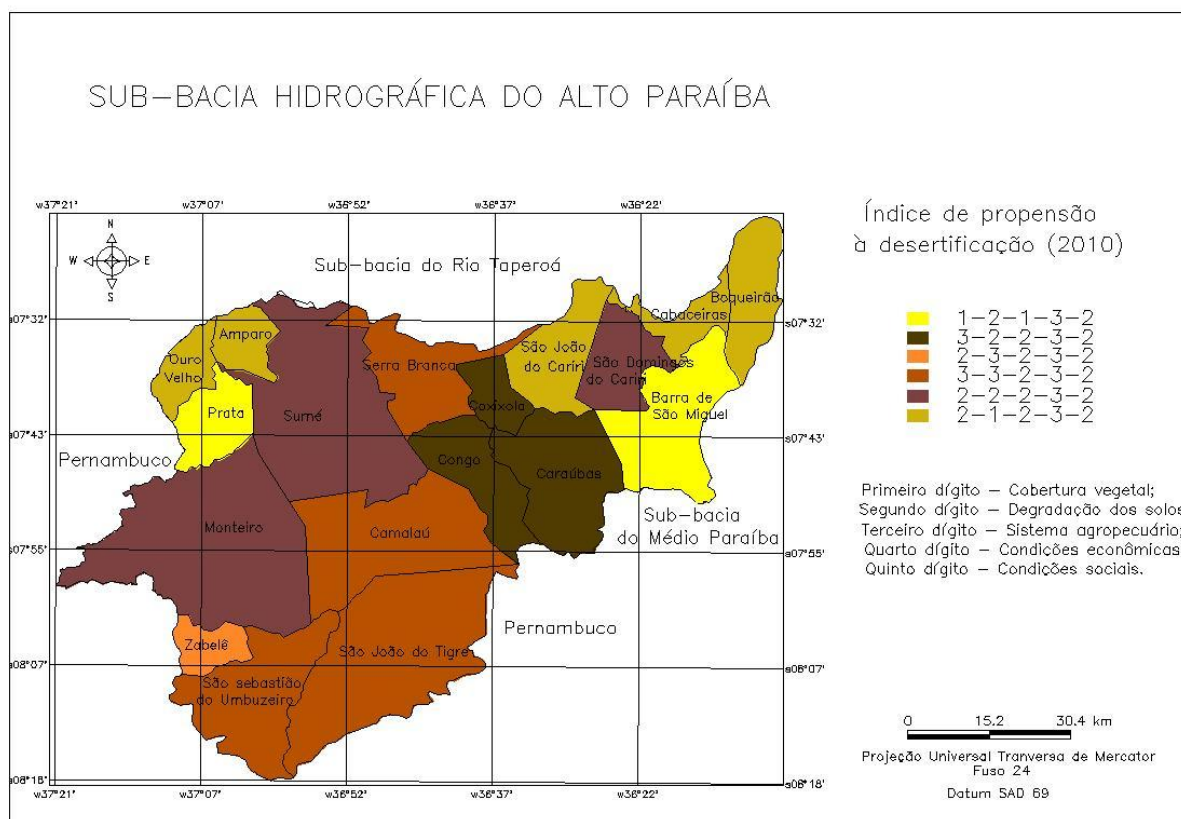 SUB-BACIA HIDROGRÁFICA DO ALTO PARAÍBA
w37°21' w37°07' w36°52' w36°37' w36°22'
N
W E
S
Sub-bacia do Rio Taperoá
Índice de propensão
à desertificação (2010)
s07°32' s07°32'
Boqueirão
Cabaceiras
Amparo
Ouro
Velho
São João
do Cariri
Serra Branca
São Domingos
do Cariri
1-2-1-3-2
3-2-2-3-2
2-3-2-3-2
3-3-2-3-2
2-2-2-3-2
2-1-2-3-2
Prata
Sumé
Coxixola
Barra de
São Miguel
s07°43' s07°43'
Pernambuco
Congo
Caraúbas
Monteiro
Camalaú
Sub-bacia
do Médio Paraíba
s07°55' s07°55'
Primeiro dígito – Cobertura vegetal;
Segundo dígito – Degradação dos solos
Terceiro dígito – Sistema agropecuário;
Quarto dígito – Condições econômicas
Quinto dígito – Condições sociais.
Pernambuco
Zabelê
São João do Tigre
s08°07' s08°07'
São sebastião
do Umbuzeiro
0 15.2 30.4 km
Projeção Universal Tranversa de Mercator
Fuso 24
Datum SAD 69
s08°18' s08°18'
w37°21' w37°07' w36°52' w36°37' w36°22'